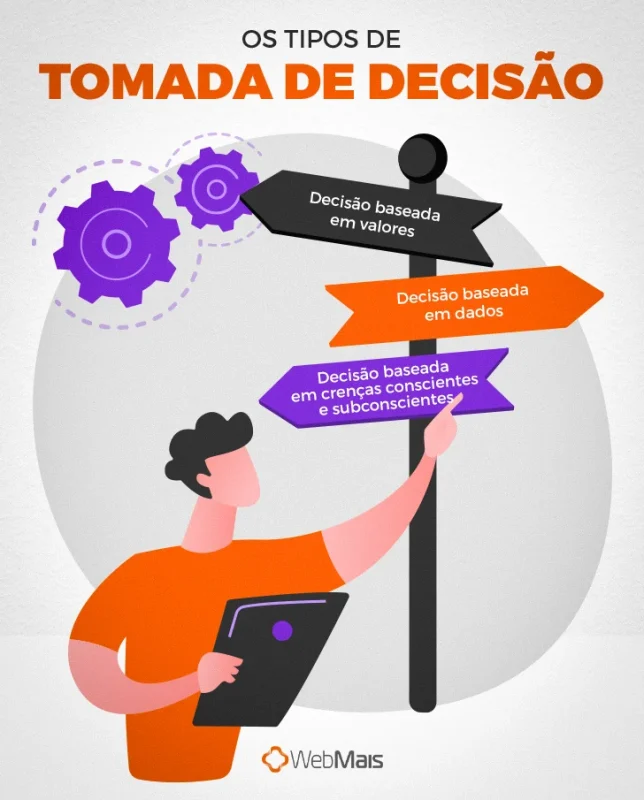 OS TIPOS DE
TOMADA DE DECISÃO
Decisão baseada
em valores
Decisão baseada
em dados
Decisão baseada
em crenças conscientes
e subconscientes
WebMais